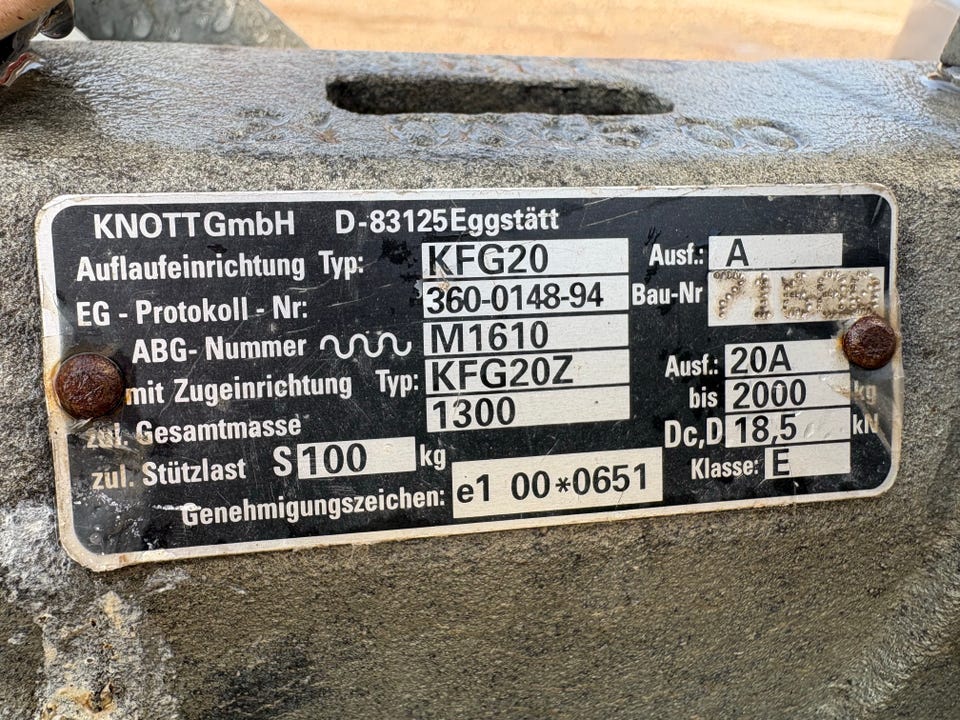 KNOTT GmbH D-83125 Eggstätt
Auflaufeinrichtung Typ: KFG20 Ausf.: A
EG - Protokoll - Nr: 360-0148-94 Bau-Nr
ABG- Nummer M1610
mit Zugeinrichtung Typ: KFG20Z Ausf.: 20A
zul. Gesamtmasse 1300 bis 2000 kg
zul. Stützlast S 100 kg Dc,D 18,5 kN
Genehmigungszeichen: e1 00*0651 Klasse: E